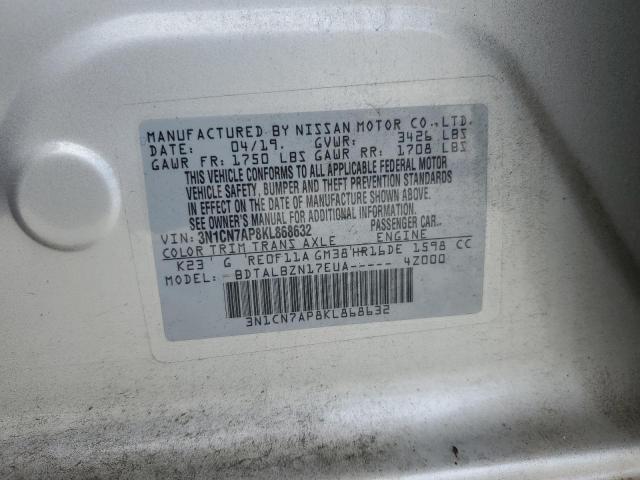 MANUFACTURED BY NISSAN MOTOR CO.,LTD.
DATE: 04/19. GVWR: 3426 LBS
GAWR FR: 1750 LBS GAWR RR: 1708 LBS
THIS VEHICLE CONFORMS TO ALL APPLICABLE FEDERAL MOTOR
VEHICLE SAFETY, BUMPER AND THEFT PREVENTION STANDARDS
IN EFFECT ON THE DATE OF MANUFACTURE SHOWN ABOVE.
SEE OWNER'S MANUAL FOR ADDITIONAL INFORMATION
VIN: 3N1CN7AP8KL868632 PASSENGER CAR.
COLOR TRIM TRANS AXLE ENGINE
K23 G RE0F11A GM38 HR16DE 1598 CC
MODEL: BDTALBZN17EUA----- 4Z000
3N1CN7AP8KL868632